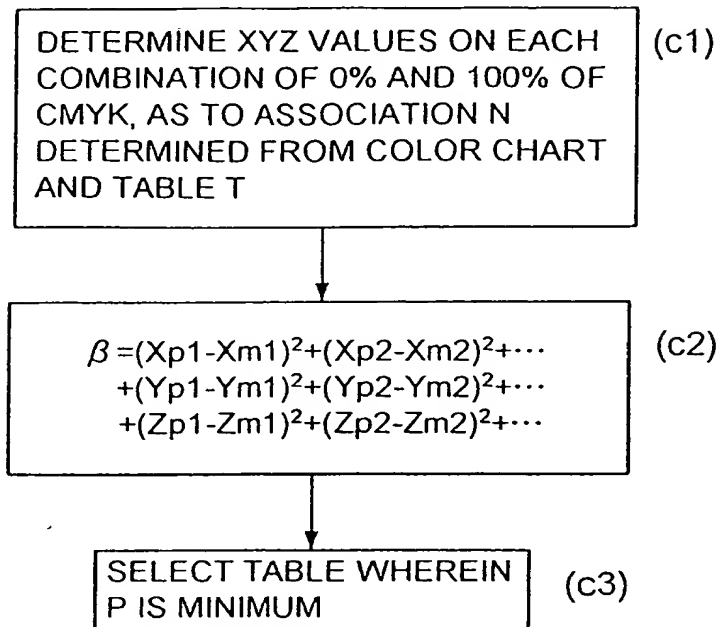 DETERMINE XYZ VALUES ON EACH
COMBINATION OF 0% AND 100% OF
CMYK, AS TO ASSOCIATION N
DETERMINED FROM COLOR CHART
AND TABLE T
(c1)
β=(Xp1-Xm1)²+(Xp2-Xm2)²+⋯
+(Yp1-Ym1)²+(Yp2-Ym2)²+⋯
+(Zp1-Zm1)²+(Zp2-Zm2)²+⋯
(c2)
SELECT TABLE WHEREIN
P IS MINIMUM
(c3)